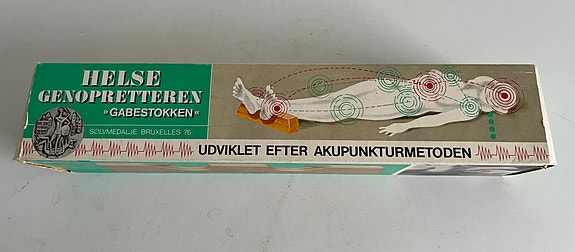 HELSE
GENOPRETTEREN
»GABESTOKKEN«
SØLVMEDALJE BRUXELLES 76
UDVIKLET EFTER AKUPUNKTURMETODEN